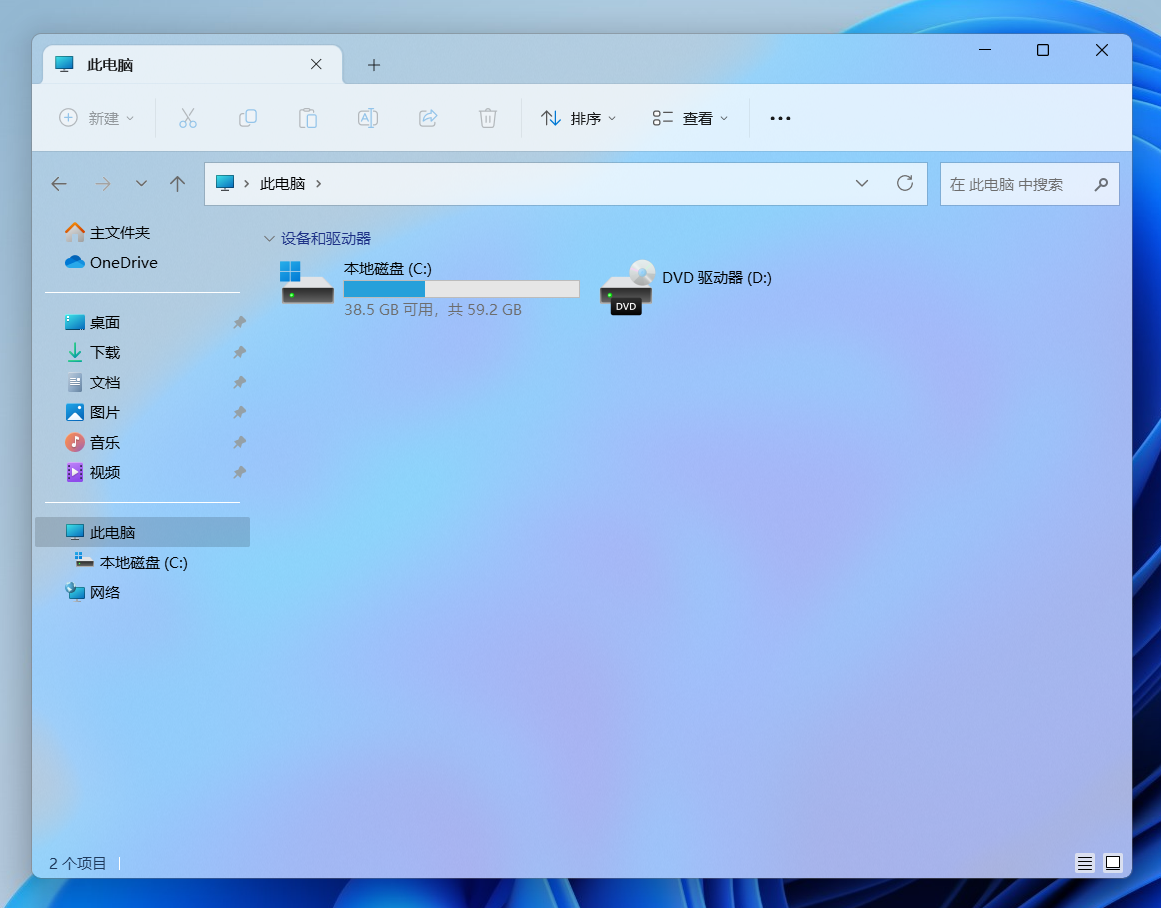 此电脑
新建
排序
查看
此电脑
在 此电脑 中搜索
主文件夹
OneDrive
桌面
下载
文档
图片
音乐
视频
此电脑
本地磁盘 (C:)
网络
设备和驱动器
本地磁盘 (C:)
38.5 GB 可用，共 59.2 GB
DVD 驱动器 (D:)
DVD
2 个项目